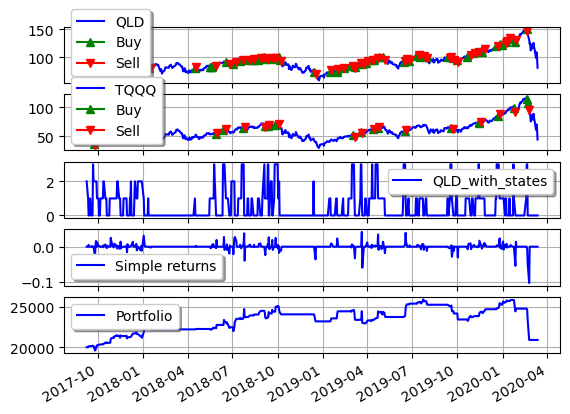 150
QLD
Buy
100
Sell
TQQQ
100
Buy
50
Sell
2
QLD_with_states
0
0.0
Simple returns
−0.1
25000
Portfolio
20000
2017-10
2018-01
2018-04
2018-07
2018-10
2019-01
2019-04
2019-07
2019-10
2020-01
2020-04